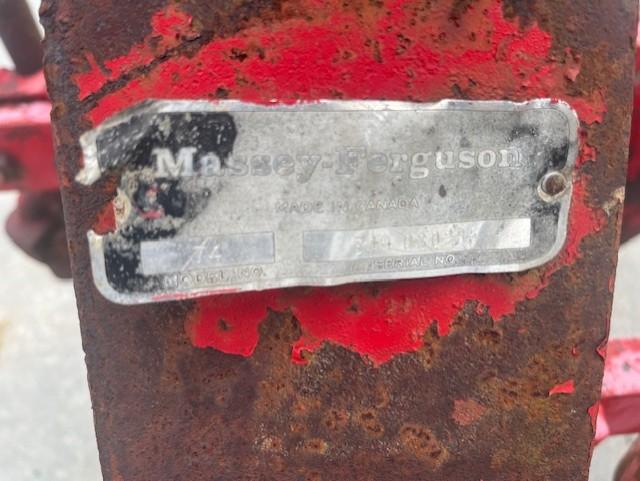 Massey-Ferguson
MADE IN CANADA
74
MODEL NO.
SERIAL NO.